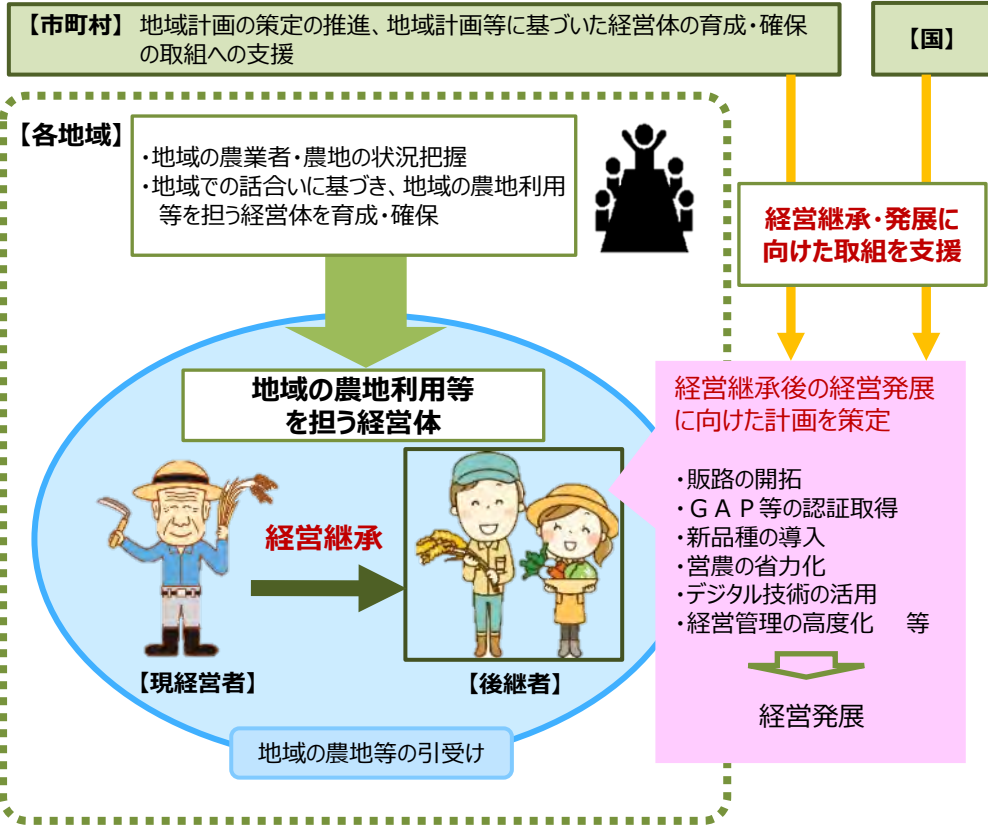 【市町村】 地域計画の策定の推進、地域計画等に基づいた経営体の育成・確保
の取組への支援
【国】
【各地域】
・地域の農業者・農地の状況把握
・地域での話合いに基づき、地域の農地利用
等を担う経営体を育成・確保
経営継承・発展に
向けた取組を支援
地域の農地利用等
を担う経営体
経営継承
【現経営者】
【後継者】
地域の農地等の引受け
経営継承後の経営発展
に向けた計画を策定
・販路の開拓
・ＧＡＰ等の認証取得
・新品種の導入
・営農の省力化
・デジタル技術の活用
・経営管理の高度化　等
経営発展